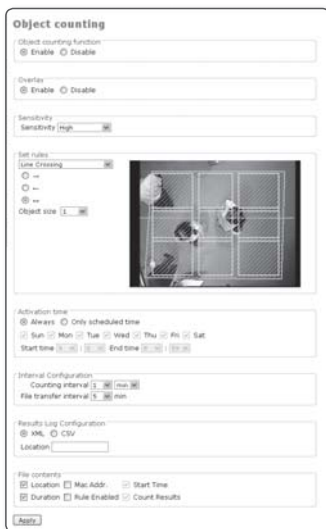 Object counting
Object counting function
Enable Disable
Overlay
Enable Disable
Sensitivity
Sensitivity High
Set rules
Line Crossing
→
←
↔
Object size 1
Activation time
Always Only scheduled time
Sun Mon Tue Wed Thu Fri Sat
Start time : End time :
Interval Configuration
Counting interval 1 min
File transfer interval 5 min
Results Log Configuration
XML CSV
Location
File contents
Location Mac Addr. Start Time
Duration Rule Enabled Count Results
Apply